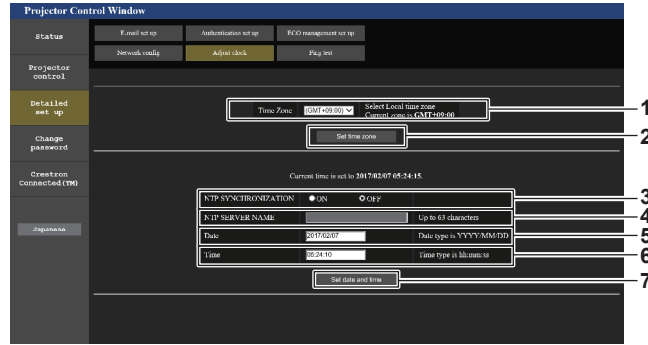 Projector Control Window
Status
E-mail set up
Authentication set up
ECO management set up
Network config
Adjust clock
Ping test
Projector control
Detailed set up
Change password
Crestron Connected(TM)
Japanese
Time Zone
(GMT+09:00)
Select Local time zone
Current zone is GMT+09:00
1
Set time zone
2
Current time is set to 2017/02/07 05:24:15.
NTP SYNCHRONIZATION ON OFF
3
NTP SERVER NAME Up to 63 characters
4
Date 2017/02/07 Date type is YYYY/MM/DD
5
Time 05:24:10 Time type is hh:mm:ss
6
Set date and time
7